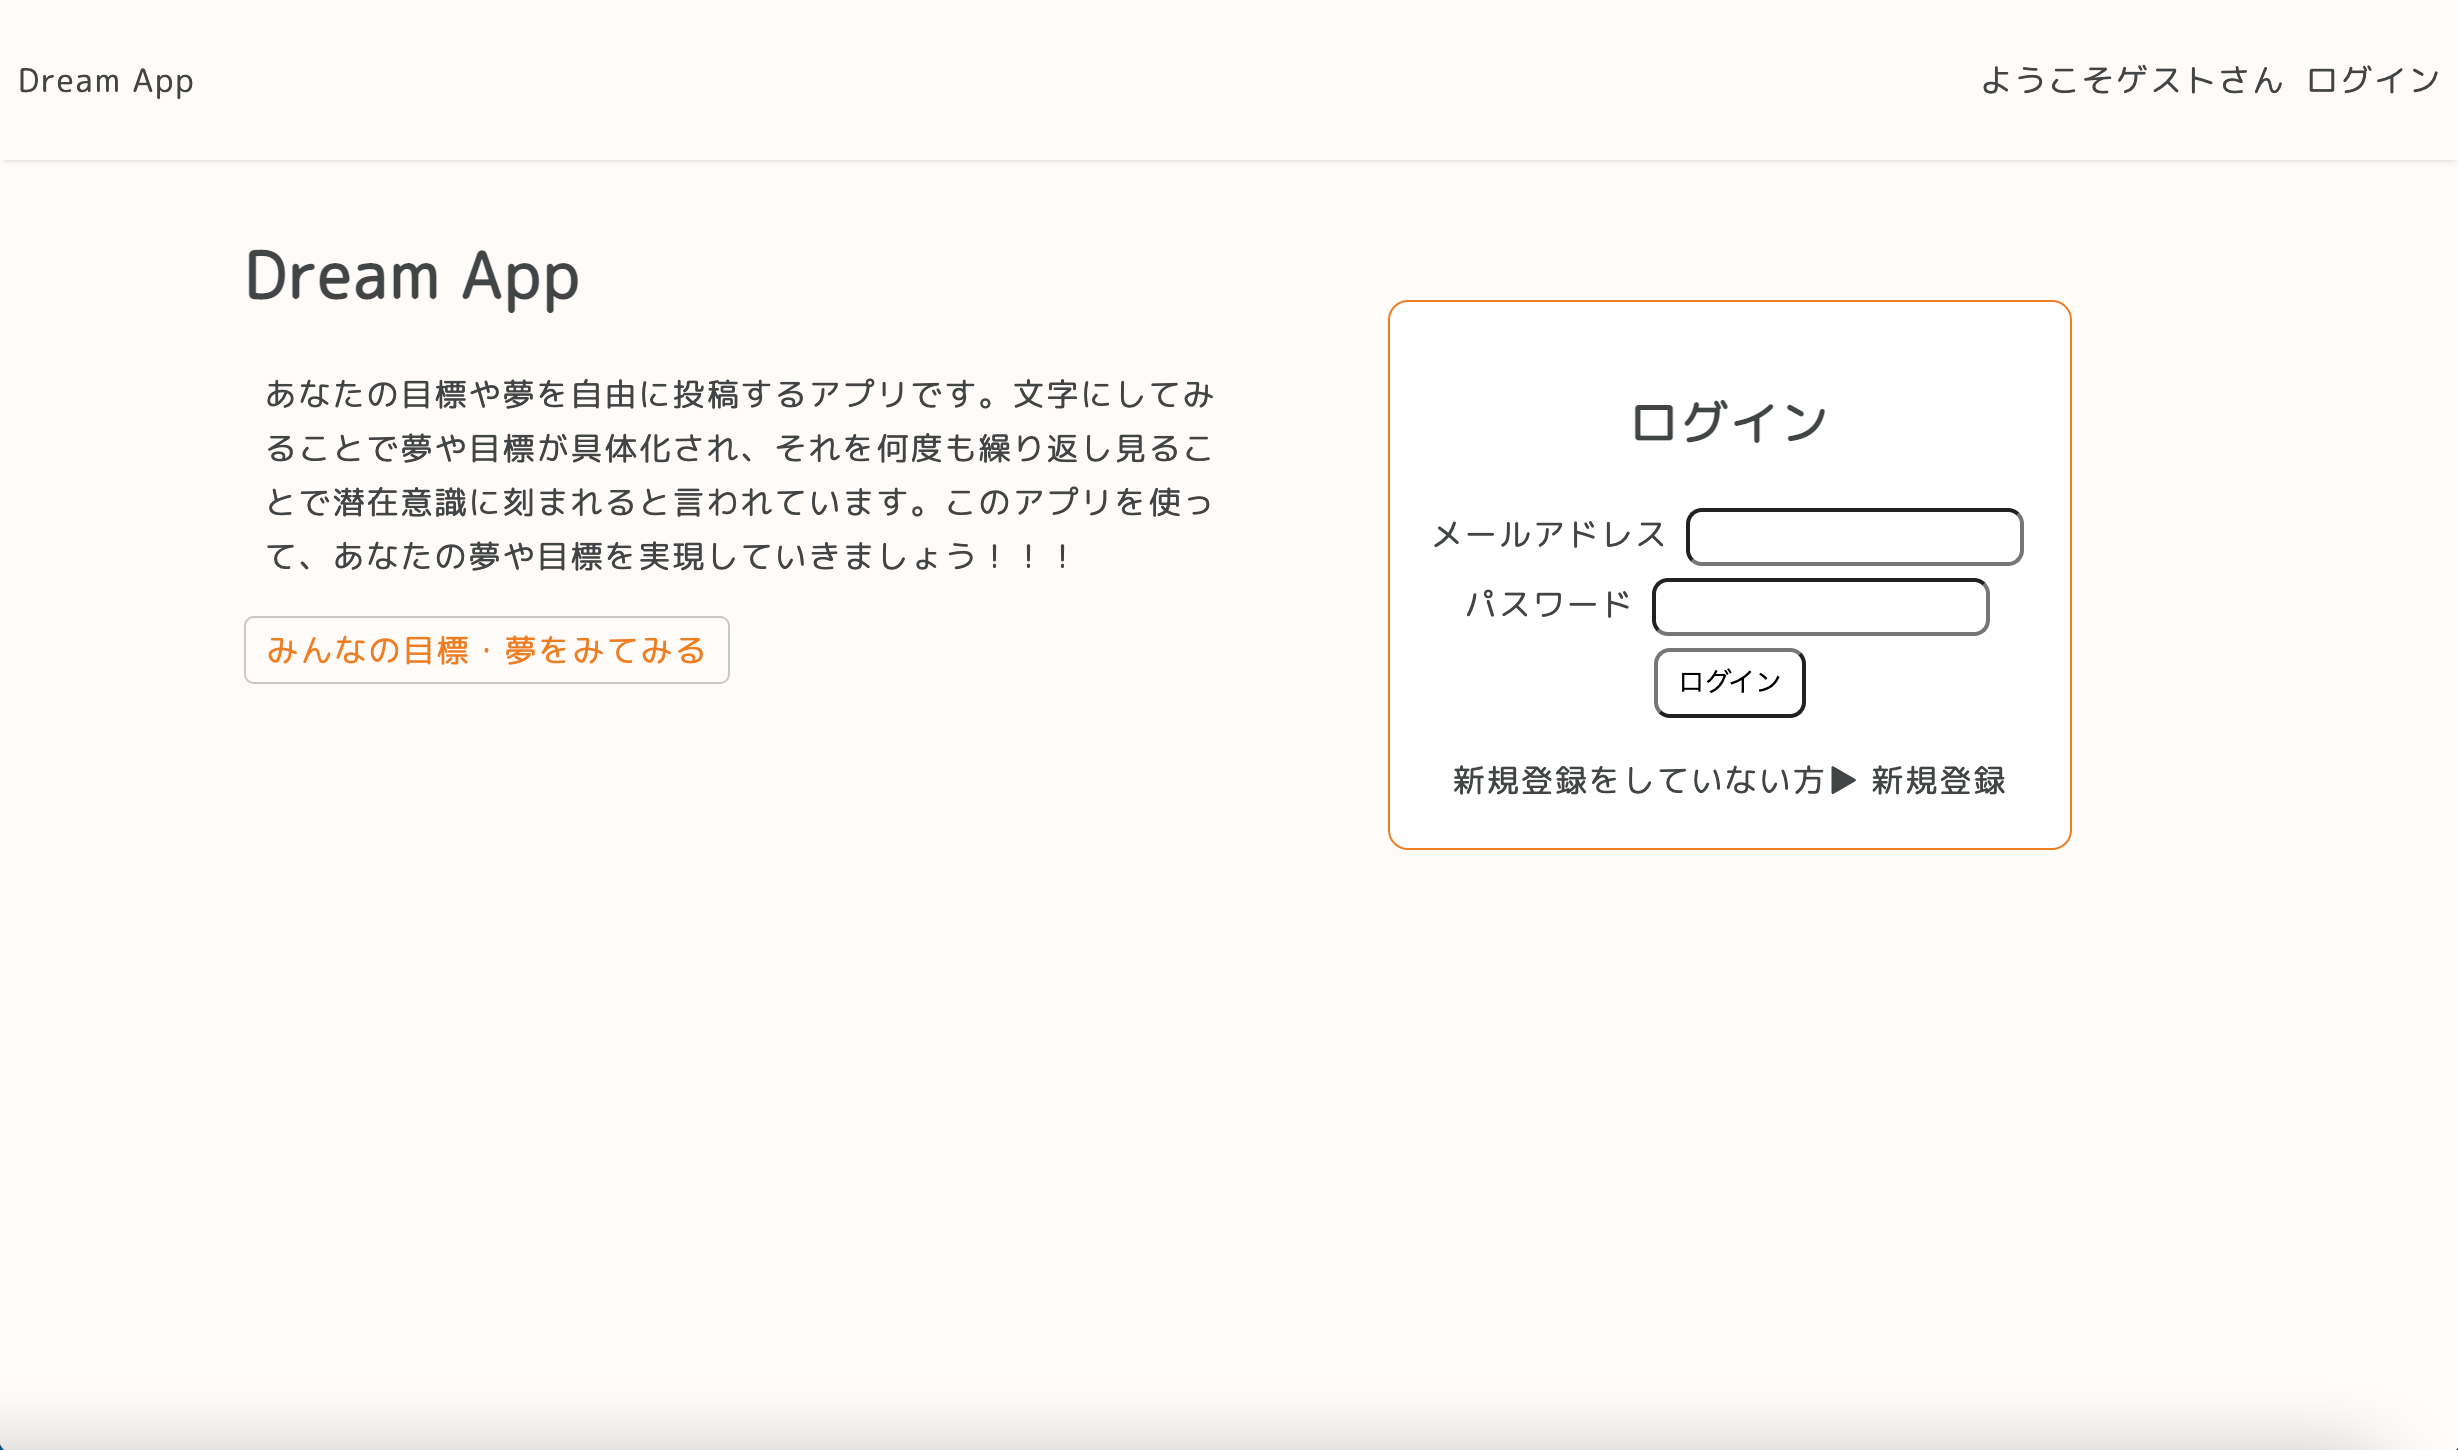 Dream App
ようこそゲストさん ログイン
Dream App
あなたの目標や夢を自由に投稿するアプリです。文字にしてみ
ることで夢や目標が具体化され、それを何度も繰り返し見るこ
とで潜在意識に刻まれると言われています。このアプリを使っ
て、あなたの夢や目標を実現していきましょう！！！
みんなの目標・夢をみてみる
ログイン
メールアドレス
パスワード
ログイン
新規登録をしていない方▶ 新規登録